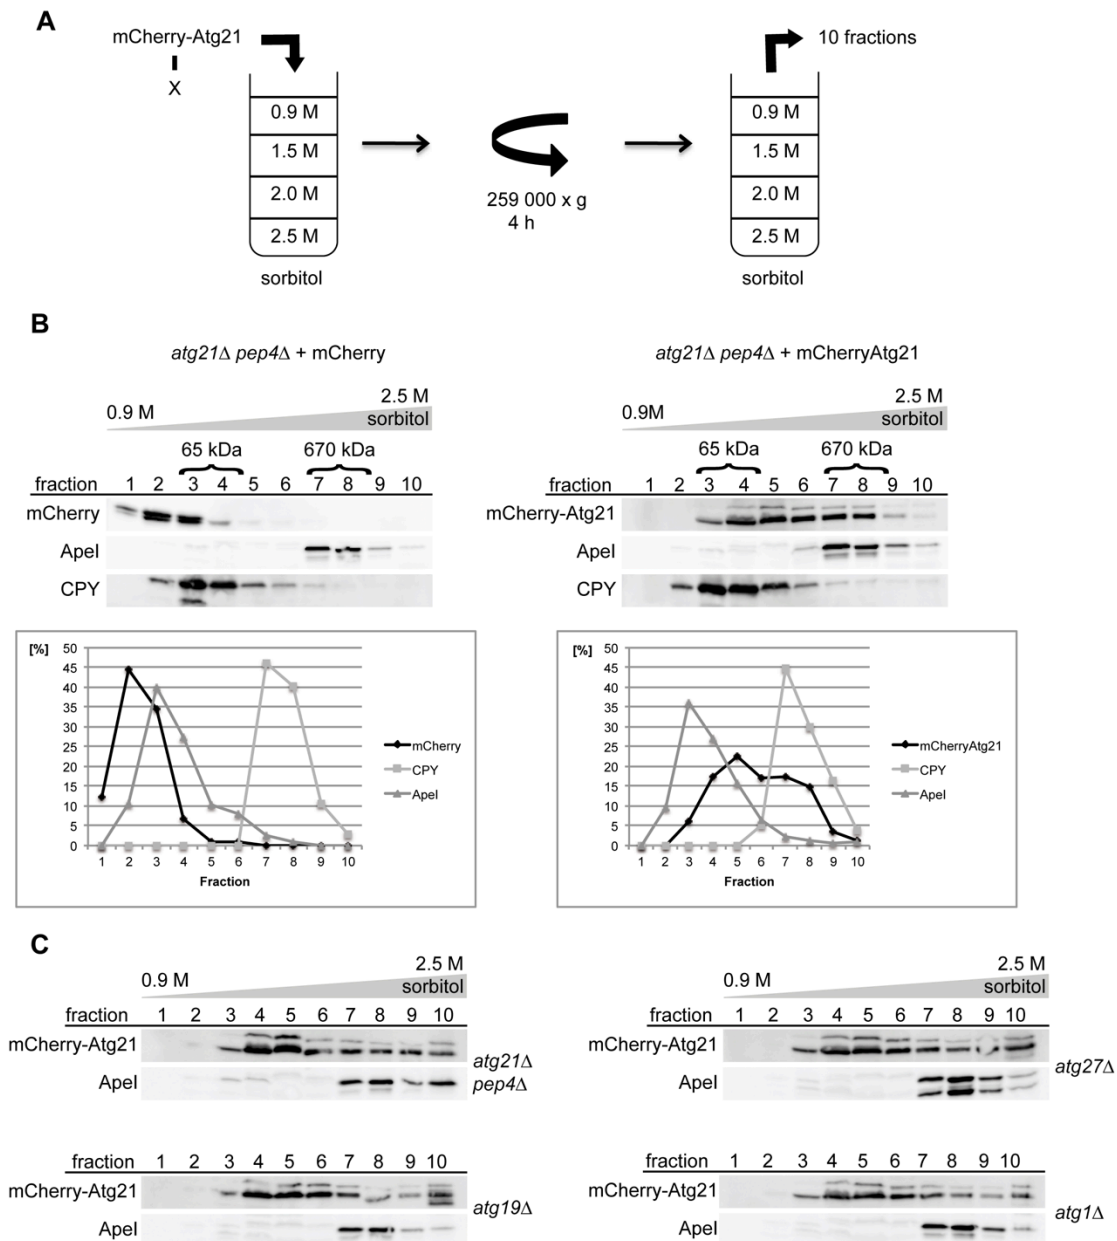 A
mCherry-Atg21
X
0.9 M
1.5 M
2.0 M
2.5 M
sorbitol
259 000 x g
4 h
10 fractions
0.9 M
1.5 M
2.0 M
2.5 M
sorbitol
B
atg21Δ pep4Δ + mCherry
0.9 M
2.5 M
sorbitol
65 kDa
670 kDa
fraction 1 2 3 4 5 6 7 8 9 10
mCherry
ApeI
CPY
[%]
50
45
40
35
30
25
20
15
10
5
0
1 2 3 4 5 6 7 8 9 10
Fraction
mCherry
CPY
ApeI
atg21Δ pep4Δ + mCherryAtg21
0.9M
2.5 M
sorbitol
65 kDa
670 kDa
fraction 1 2 3 4 5 6 7 8 9 10
mCherry-Atg21
ApeI
CPY
[%]
50
45
40
35
30
25
20
15
10
5
0
1 2 3 4 5 6 7 8 9 10
Fraction
mCherryAtg21
CPY
ApeI
C
0.9 M
2.5 M
sorbitol
fraction 1 2 3 4 5 6 7 8 9 10
mCherry-Atg21
ApeI
atg21Δ
pep4Δ
0.9 M
2.5 M
sorbitol
fraction 1 2 3 4 5 6 7 8 9 10
mCherry-Atg21
ApeI
atg27Δ
fraction 1 2 3 4 5 6 7 8 9 10
mCherry-Atg21
ApeI
atg19Δ
fraction 1 2 3 4 5 6 7 8 9 10
mCherry-Atg21
ApeI
atg1Δ